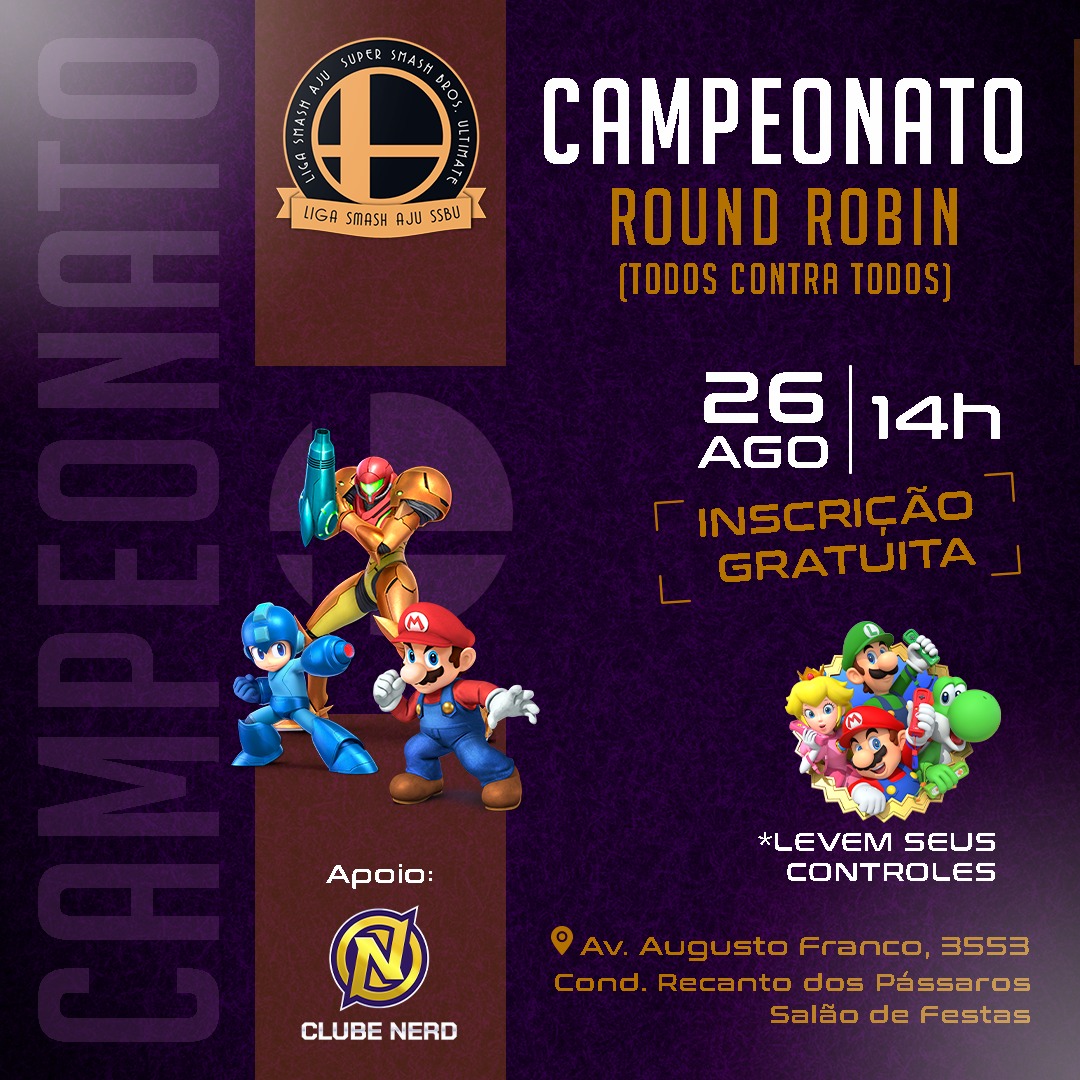 CAMPEONATO
LIGA SMASH AJU SUPER SMASH BROS. ULTIMATE
LIGA SMASH AJU SSBU
CAMPEONATO
ROUND ROBIN
(TODOS CONTRA TODOS)
26
AGO
14h
INSCRIÇÃO
GRATUITA
M
L
M
*LEVEM SEUS
CONTROLES
Apoio:
N
CLUBE NERD
Av. Augusto Franco, 3553
Cond. Recanto dos Pássaros
Salão de Festas